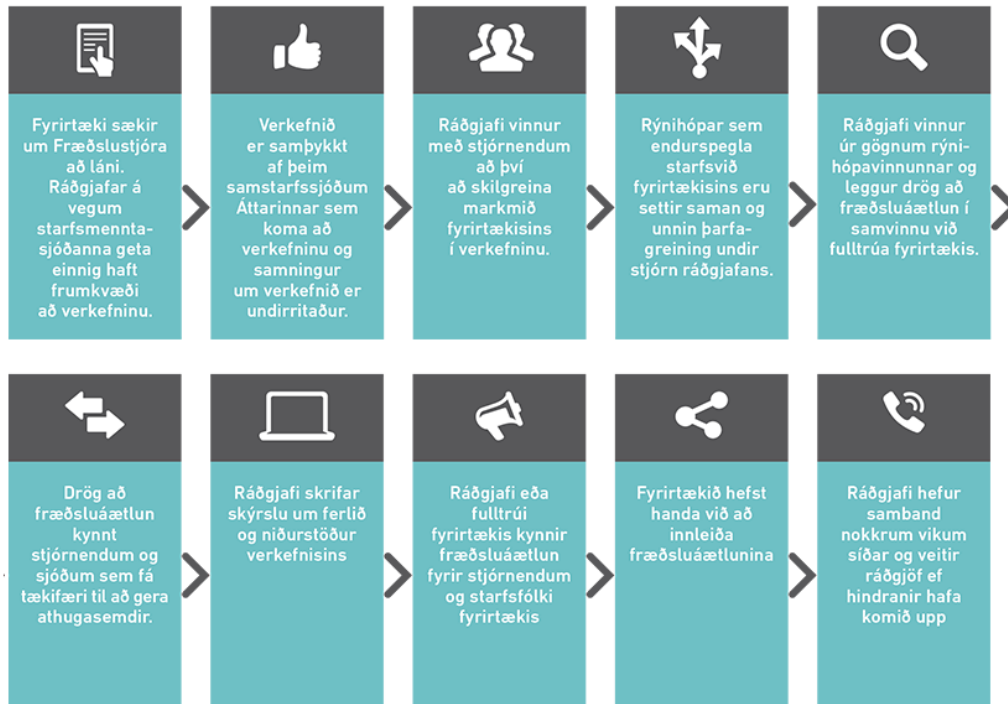 Fyrirtæki sækir
um Fræðslustjóra
að láni.
Ráðgjafar á
vegum
starfsmennta-
sjóðanna geta
einnig haft
frumkvæði
að verkefninu.
Verkefnið
er samþykkt
af þeim
samstarfssjóðum
Áttarinnar sem
koma að
verkefninu og
samningur
um verkefnið er
undirritaður.
Ráðgjafi vinnur
með stjórnendum
að því
að skilgreina
markmið
fyrirtækisins
í verkefninu.
Rýnihópar sem
endurspegla
starfsvið
fyrirtækisins eru
settir saman og
unnin þarfa-
greining undir
stjórn ráðgjafans.
Ráðgjafi vinnur
úr gögnum rýni-
hópavinnunnar og
leggur drög að
fræðsluáætlun í
samvinnu við
fulltrúa fyrirtækis.
Drög að
fræðsluáætlun
kynnt
stjórnendum og
sjóðum sem fá
tækifæri til að gera
athugasemdir.
Ráðgjafi skrifar
skýrslu um ferlið
og niðurstöður
verkefnisins
Ráðgjafi eða
fulltrúi
fyrirtækis kynnir
fræðsluáætlun
fyrir stjórnendum
og starfsfólki
fyrirtækis
Fyrirtækið hefst
handa við að
innleiða
fræðsluáætlunina
Ráðgjafi hefur
samband
nokkrum vikum
síðar og veitir
ráðgjöf ef
hindranir hafa
komið upp